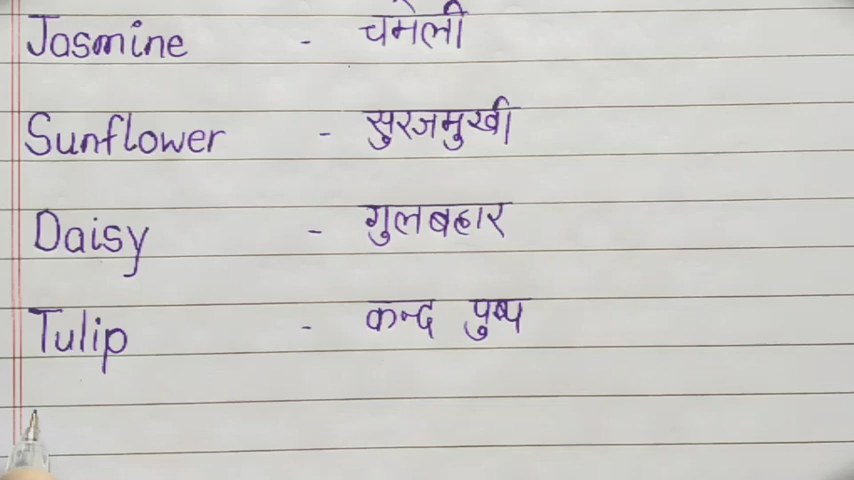 Jasmine - चमेली
Sunflower - सुरजमुखी
Daisy - गुलबहार
Tulip - कन्द पुष्प